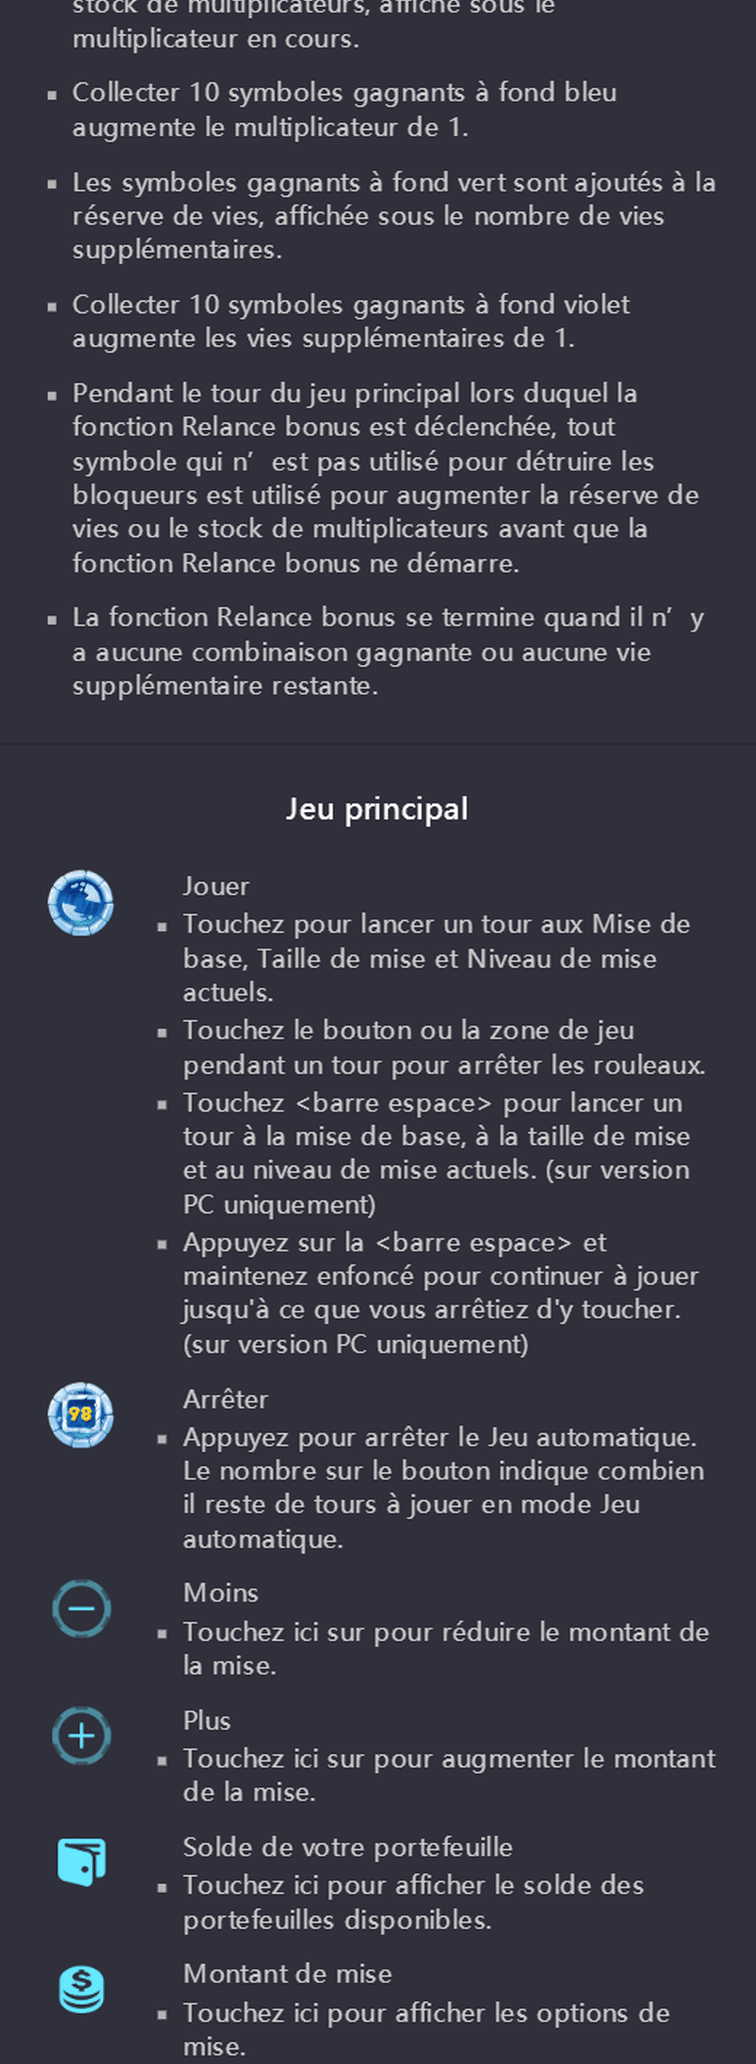 stock de multiplicateurs, affiché sous le
multiplicateur en cours.
▪ Collecter 10 symboles gagnants à fond bleu
augmente le multiplicateur de 1.
▪ Les symboles gagnants à fond vert sont ajoutés à la
réserve de vies, affichée sous le nombre de vies
supplémentaires.
▪ Collecter 10 symboles gagnants à fond violet
augmente les vies supplémentaires de 1.
▪ Pendant le tour du jeu principal lors duquel la
fonction Relance bonus est déclenchée, tout
symbole qui n’ est pas utilisé pour détruire les
bloqueurs est utilisé pour augmenter la réserve de
vies ou le stock de multiplicateurs avant que la
fonction Relance bonus ne démarre.
▪ La fonction Relance bonus se termine quand il n’ y
a aucune combinaison gagnante ou aucune vie
supplémentaire restante.
Jeu principal
Jouer
▪ Touchez pour lancer un tour aux Mise de
base, Taille de mise et Niveau de mise
actuels.
▪ Touchez le bouton ou la zone de jeu
pendant un tour pour arrêter les rouleaux.
▪ Touchez <barre espace> pour lancer un
tour à la mise de base, à la taille de mise
et au niveau de mise actuels. (sur version
PC uniquement)
▪ Appuyez sur la <barre espace> et
maintenez enfoncé pour continuer à jouer
jusqu'à ce que vous arrêtiez d'y toucher.
(sur version PC uniquement)
98
Arrêter
▪ Appuyez pour arrêter le Jeu automatique.
Le nombre sur le bouton indique combien
il reste de tours à jouer en mode Jeu
automatique.
Moins
▪ Touchez ici sur pour réduire le montant de
la mise.
Plus
▪ Touchez ici sur pour augmenter le montant
de la mise.
Solde de votre portefeuille
▪ Touchez ici pour afficher le solde des
portefeuilles disponibles.
$
Montant de mise
▪ Touchez ici pour afficher les options de
mise.